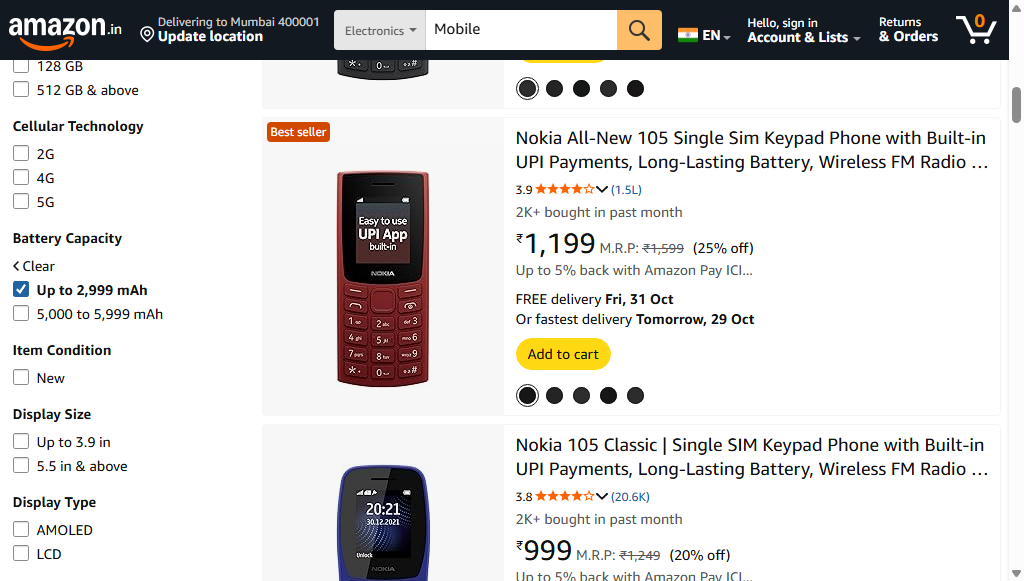 amazon.in
Delivering to Mumbai 400001
Update location
Electronics
Mobile
EN
Hello, sign in
Account & Lists
Returns
& Orders
0
128 GB
512 GB & above
Cellular Technology
2G
4G
5G
Battery Capacity
Clear
Up to 2,999 mAh
5,000 to 5,999 mAh
Item Condition
New
Display Size
Up to 3.9 in
5.5 in & above
Display Type
AMOLED
LCD
Best seller
Easy to use
UPI App
built-in
NOKIA
Nokia All-New 105 Single Sim Keypad Phone with Built-in
UPI Payments, Long-Lasting Battery, Wireless FM Radio …
3.9 (1.5L)
2K+ bought in past month
₹1,199 M.R.P: ₹1,599 (25% off)
Up to 5% back with Amazon Pay ICI…
FREE delivery Fri, 31 Oct
Or fastest delivery Tomorrow, 29 Oct
Add to cart
20:21
30.12.2021
Unlock
NOKIA
Nokia 105 Classic | Single SIM Keypad Phone with Built-in
UPI Payments, Long-Lasting Battery, Wireless FM Radio …
3.8 (20.6K)
2K+ bought in past month
₹999 M.R.P: ₹1,249 (20% off)
Up to 5% back with Amazon Pay ICI…